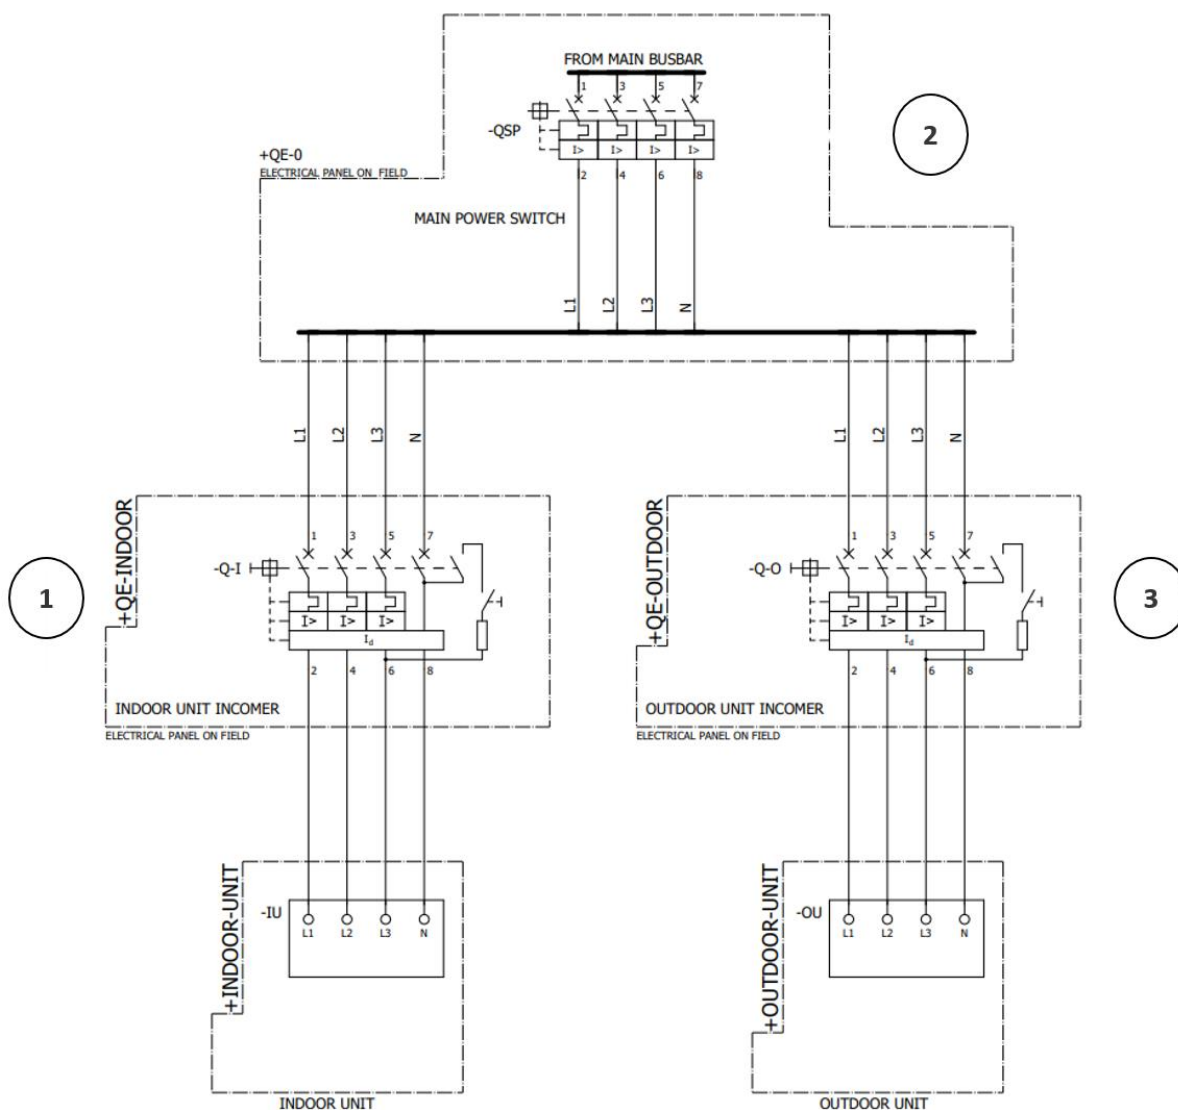 FROM MAIN BUSBAR
1 3 5 7
-QSP
I> I> I> I>
2 4 6 8
2
+QE-0
ELECTRICAL PANEL ON FIELD
MAIN POWER SWITCH
L1 L2 L3 N
L1 L2 L3 N
L1 L2 L3 N
1
+QE-INDOOR
1 3 5 7
-Q-I
I> I> I>
Id
2 4 6 8
INDOOR UNIT INCOMER
ELECTRICAL PANEL ON FIELD
+QE-OUTDOOR
1 3 5 7
-Q-O
I> I> I>
Id
2 4 6 8
OUTDOOR UNIT INCOMER
ELECTRICAL PANEL ON FIELD
3
+INDOOR-UNIT
-IU
L1 L2 L3 N
INDOOR UNIT
+OUTDOOR-UNIT
-OU
L1 L2 L3 N
OUTDOOR UNIT